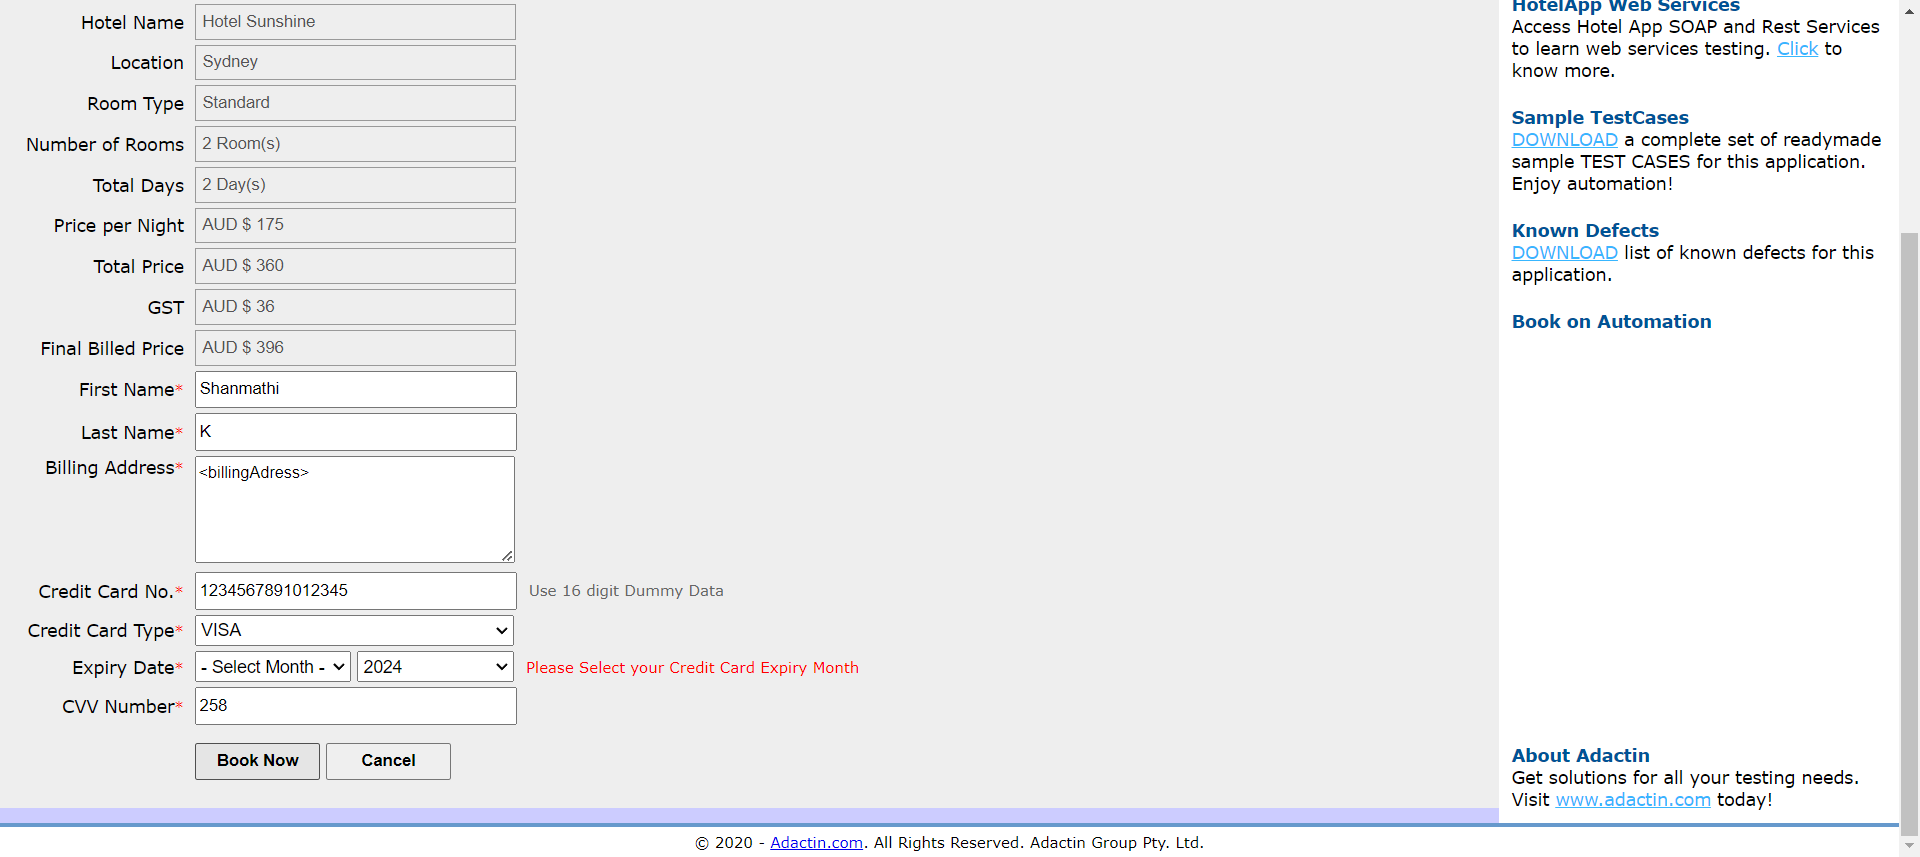 Hotel Name Hotel Sunshine
Location Sydney
Room Type Standard
Number of Rooms 2 Room(s)
Total Days 2 Day(s)
Price per Night AUD $ 175
Total Price AUD $ 360
GST AUD $ 36
Final Billed Price AUD $ 396
First Name* Shanmathi
Last Name* K
Billing Address* <billingAdress>
Credit Card No.* 1234567891012345 Use 16 digit Dummy Data
Credit Card Type* VISA
Expiry Date* - Select Month - 2024 Please Select your Credit Card Expiry Month
CVV Number* 258
Book Now Cancel
HotelApp Web Services
Access Hotel App SOAP and Rest Services
to learn web services testing. Click to
know more.
Sample TestCases
DOWNLOAD a complete set of readymade
sample TEST CASES for this application.
Enjoy automation!
Known Defects
DOWNLOAD list of known defects for this
application.
Book on Automation
About Adactin
Get solutions for all your testing needs.
Visit www.adactin.com today!
© 2020 - Adactin.com. All Rights Reserved. Adactin Group Pty. Ltd.